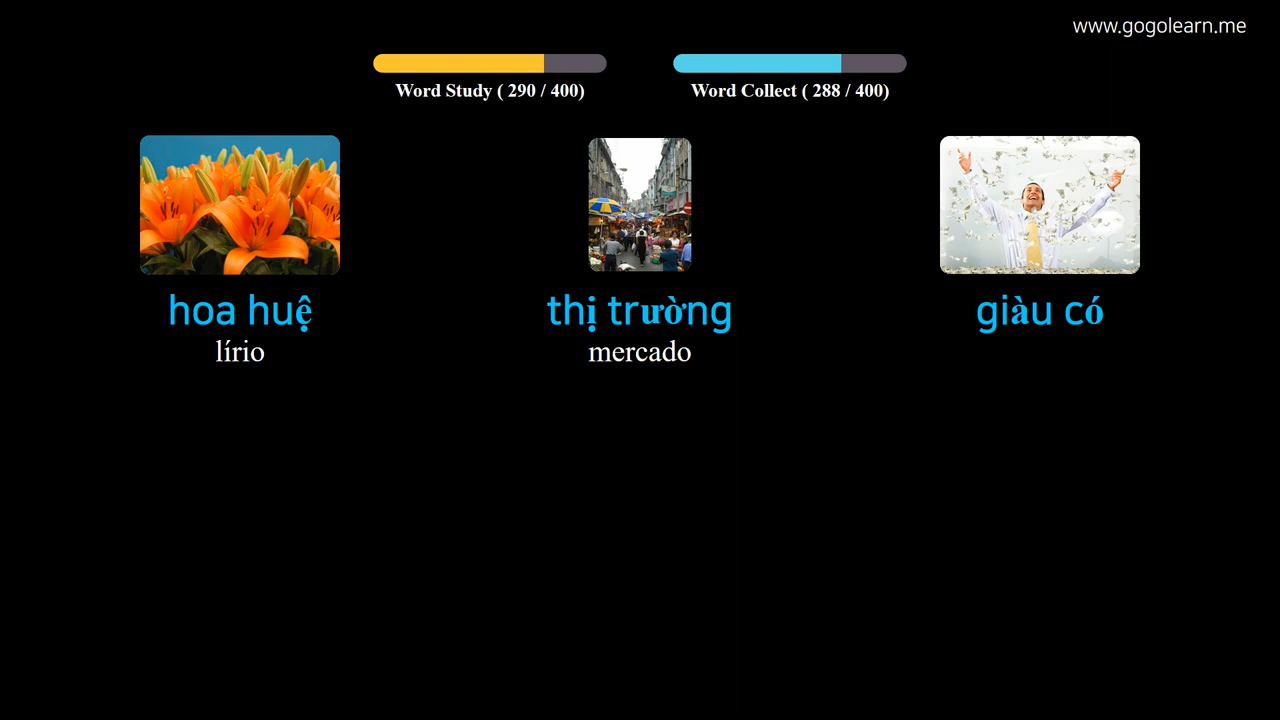 www.gogolearn.me
Word Study ( 290 / 400)
Word Collect ( 288 / 400)
hoa huệ
thị trường
giàu có
lírio
mercado